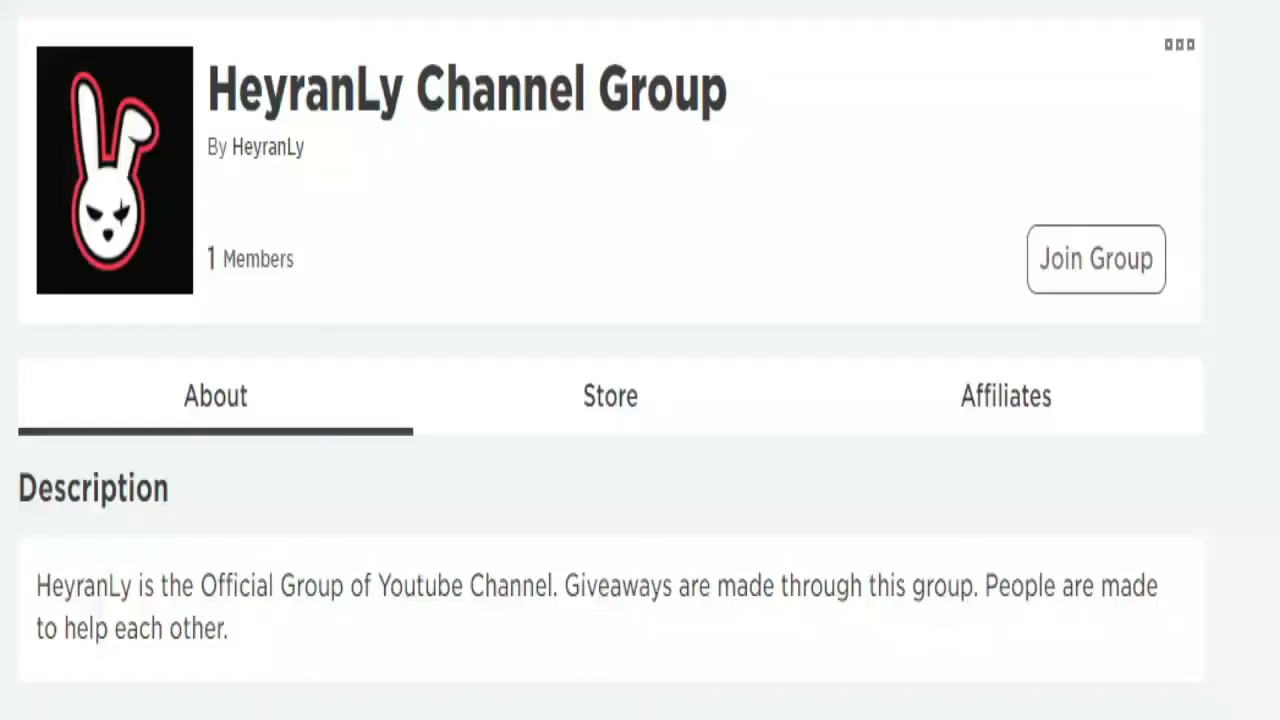 HeyranLy Channel Group
By HeyranLy
1 Members
Join Group
About
Store
Affiliates
Description
HeyranLy is the Official Group of Youtube Channel. Giveaways are made through this group. People are made
to help each other.